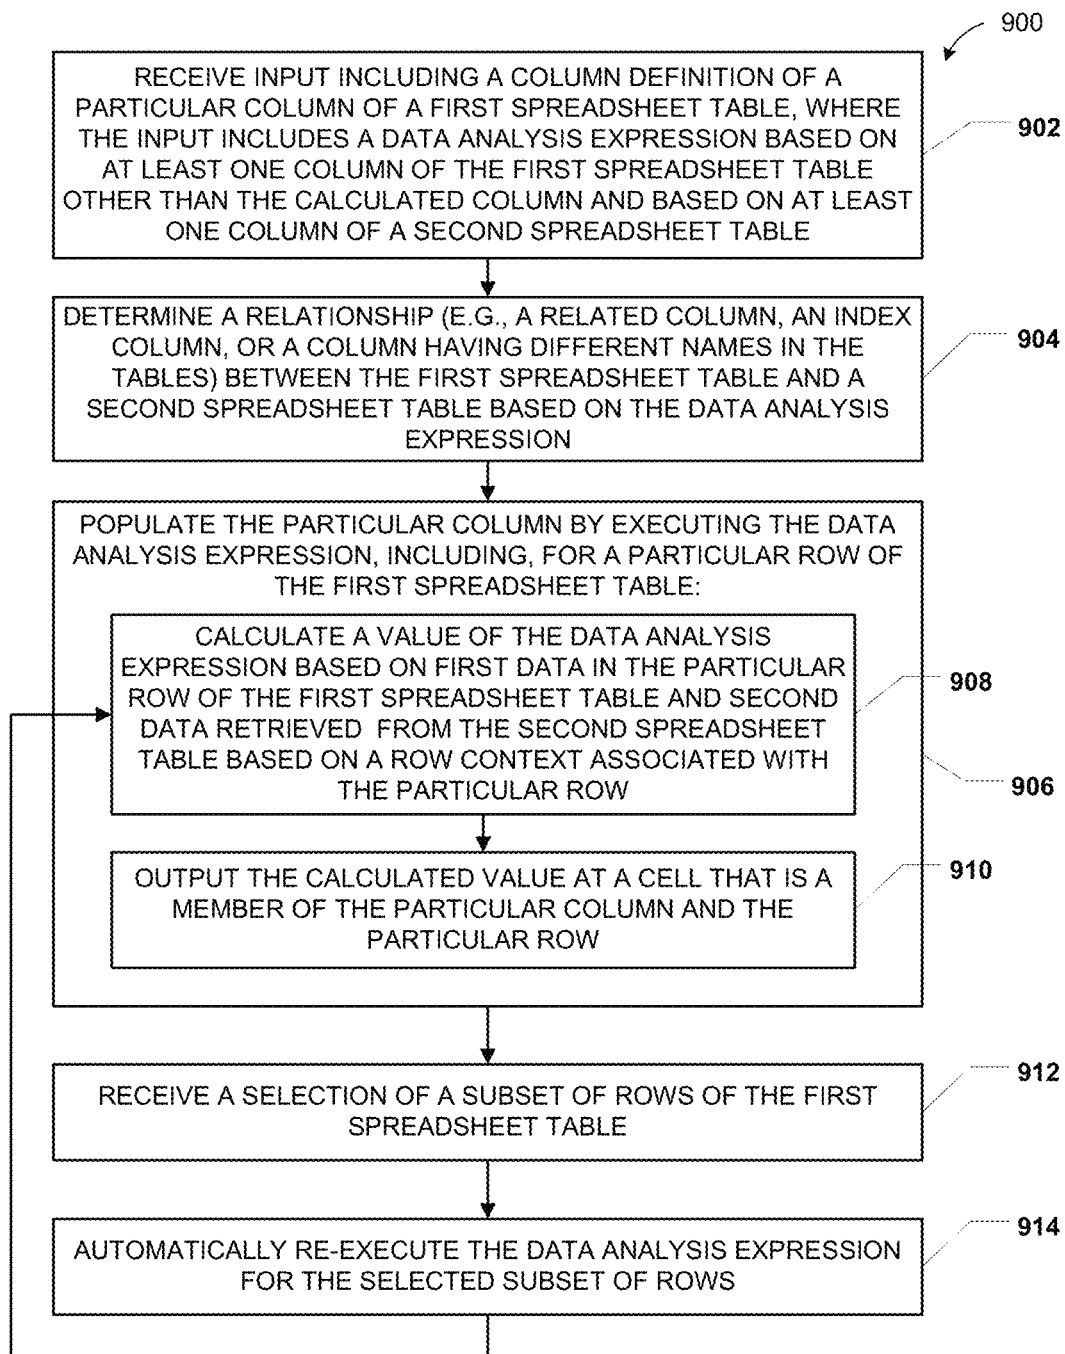 900
RECEIVE INPUT INCLUDING A COLUMN DEFINITION OF A
PARTICULAR COLUMN OF A FIRST SPREADSHEET TABLE, WHERE
THE INPUT INCLUDES A DATA ANALYSIS EXPRESSION BASED ON
AT LEAST ONE COLUMN OF THE FIRST SPREADSHEET TABLE
OTHER THAN THE CALCULATED COLUMN AND BASED ON AT LEAST
ONE COLUMN OF A SECOND SPREADSHEET TABLE
902
DETERMINE A RELATIONSHIP (E.G., A RELATED COLUMN, AN INDEX
COLUMN, OR A COLUMN HAVING DIFFERENT NAMES IN THE
TABLES) BETWEEN THE FIRST SPREADSHEET TABLE AND A
SECOND SPREADSHEET TABLE BASED ON THE DATA ANALYSIS
EXPRESSION
904
POPULATE THE PARTICULAR COLUMN BY EXECUTING THE DATA
ANALYSIS EXPRESSION, INCLUDING, FOR A PARTICULAR ROW OF
THE FIRST SPREADSHEET TABLE:
CALCULATE A VALUE OF THE DATA ANALYSIS
EXPRESSION BASED ON FIRST DATA IN THE PARTICULAR
ROW OF THE FIRST SPREADSHEET TABLE AND SECOND
DATA RETRIEVED FROM THE SECOND SPREADSHEET
TABLE BASED ON A ROW CONTEXT ASSOCIATED WITH
THE PARTICULAR ROW
908
906
OUTPUT THE CALCULATED VALUE AT A CELL THAT IS A
MEMBER OF THE PARTICULAR COLUMN AND THE
PARTICULAR ROW
910
RECEIVE A SELECTION OF A SUBSET OF ROWS OF THE FIRST
SPREADSHEET TABLE
912
AUTOMATICALLY RE-EXECUTE THE DATA ANALYSIS EXPRESSION
FOR THE SELECTED SUBSET OF ROWS
914